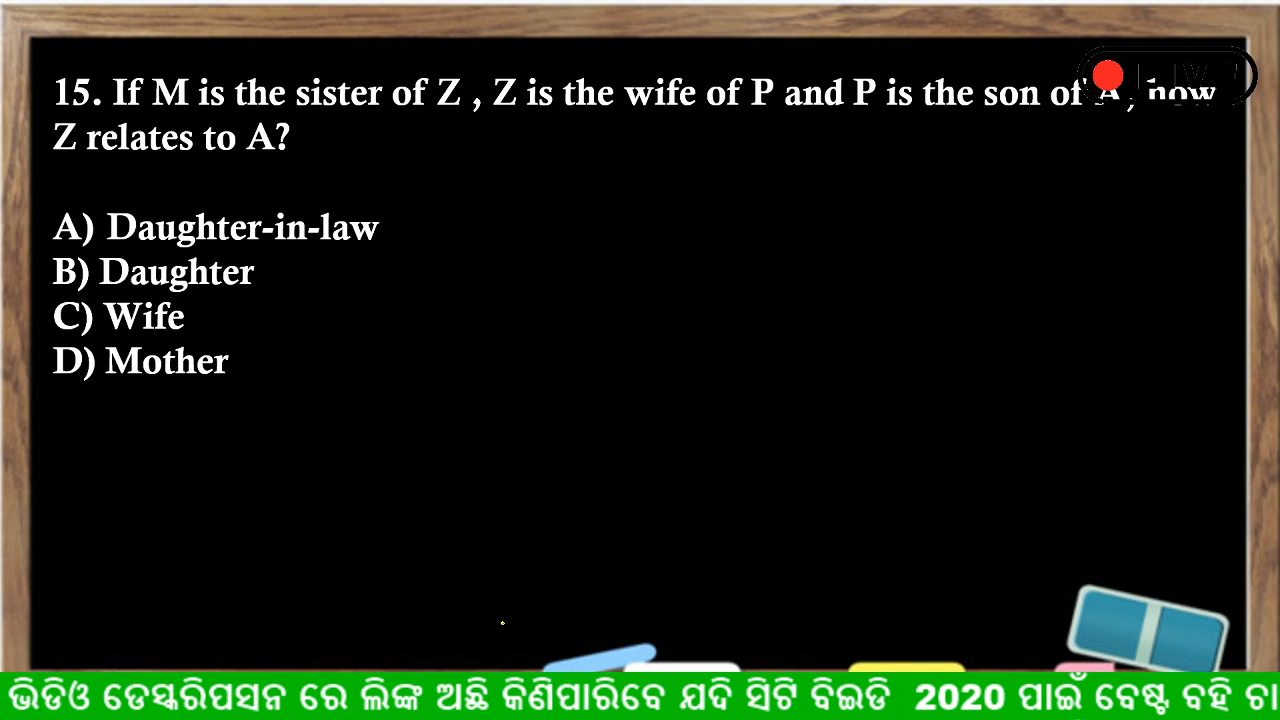 15. If M is the sister of Z , Z is the wife of P and P is the son of A, how
Z relates to A?
A) Daughter-in-law
B) Daughter
C) Wife
D) Mother
ଭିଡିଓ ଡେସ୍କରିପସନ ରେ ଲିଙ୍କ ଅଛି କିଣିପାରିବେ ଯଦି ସିଟି ବିଇଡି 2020 ପାଇଁ ବେଷ୍ଟ ବହି ଚା